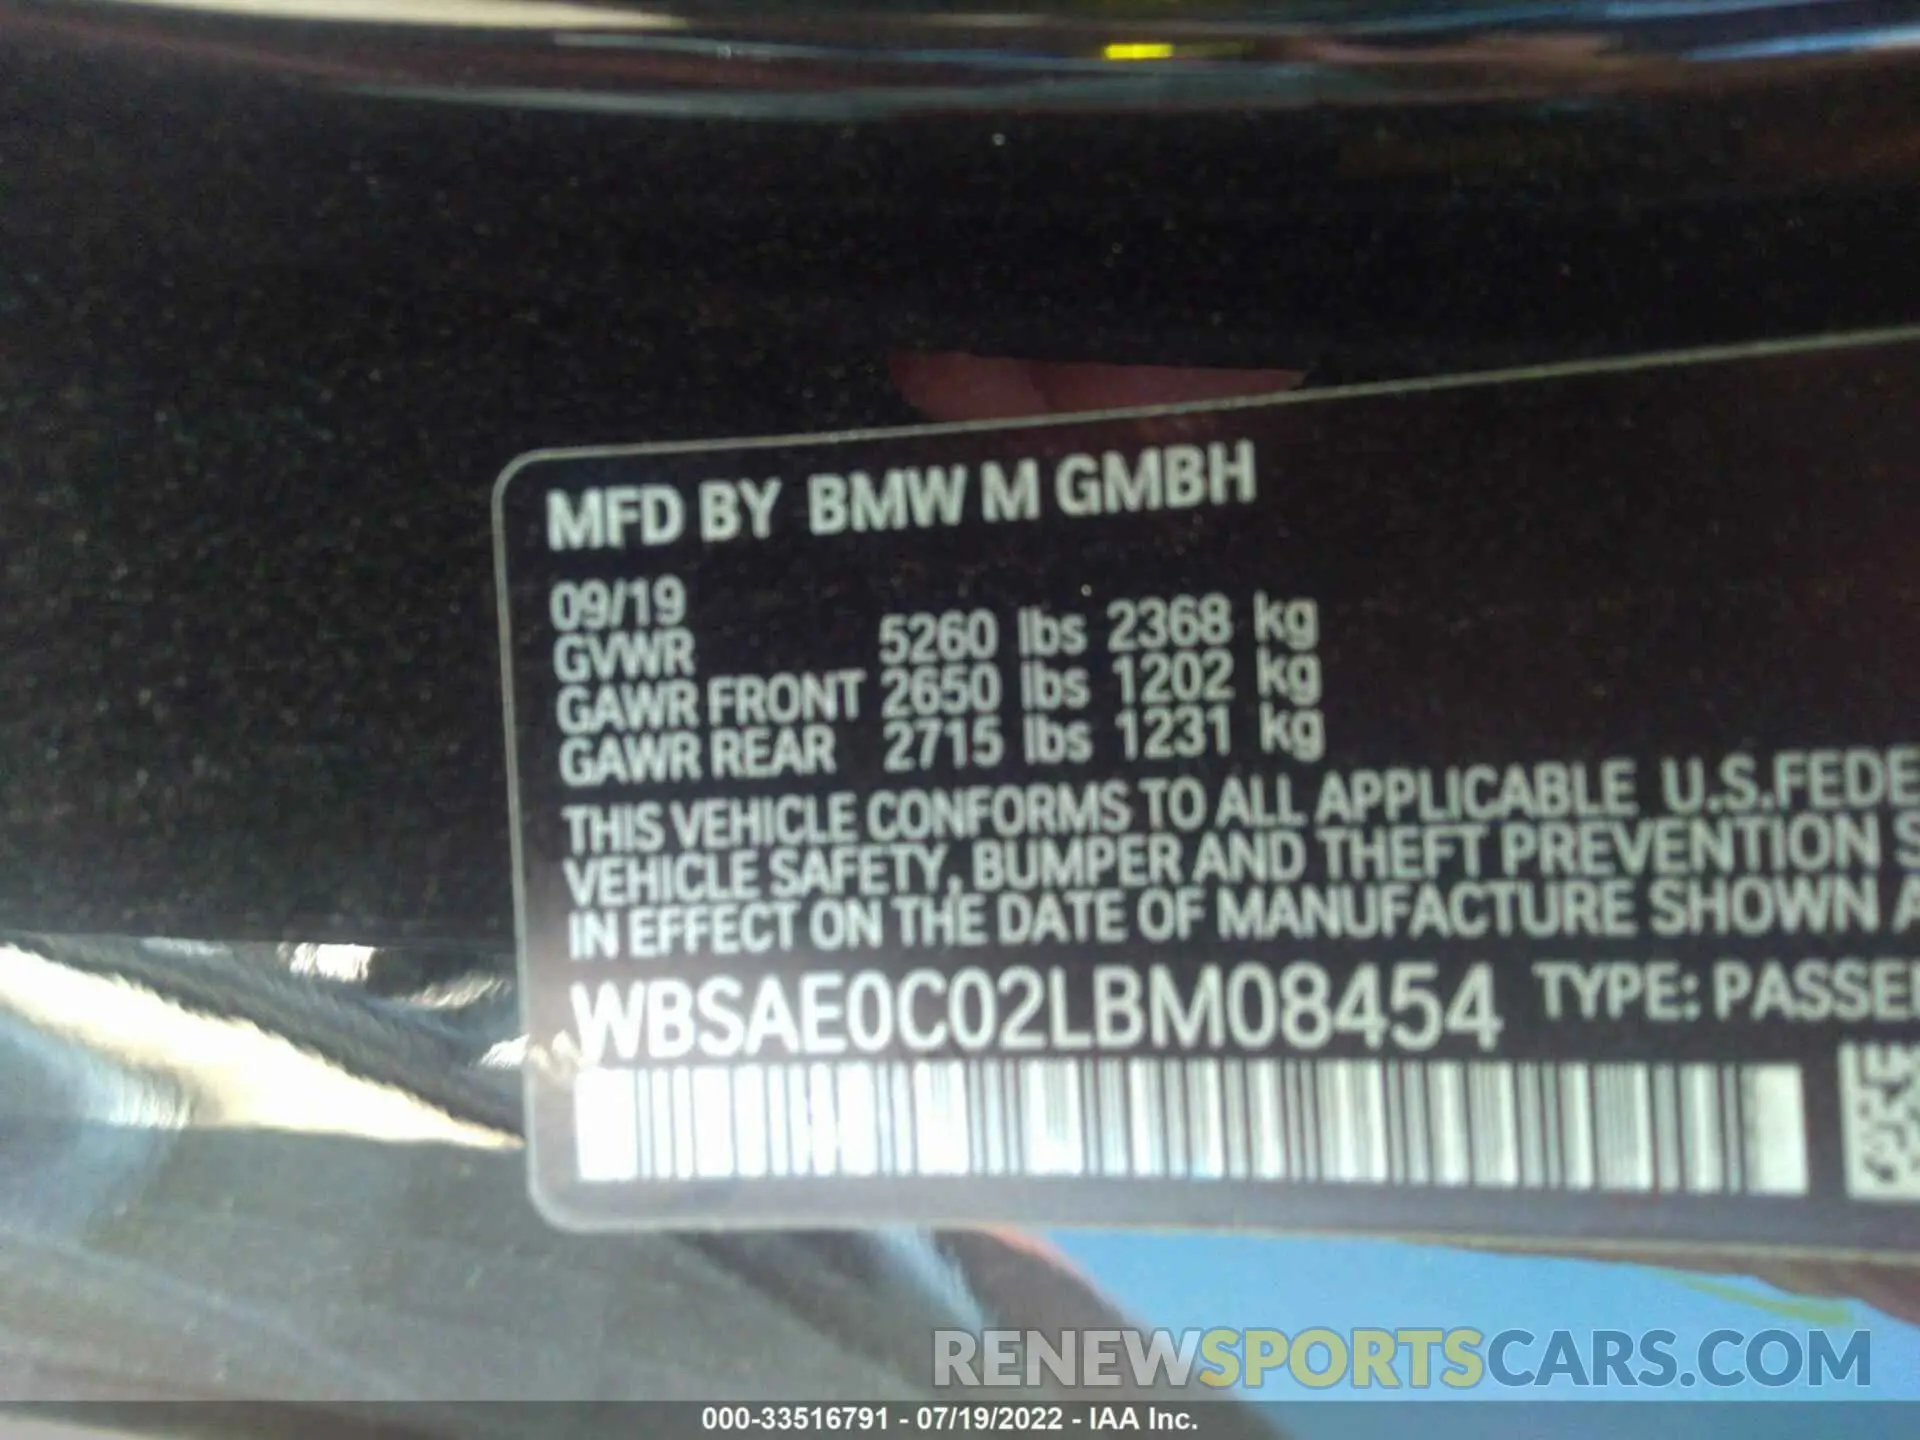 MFD BY BMW M GMBH
09/19
GVWR 5260 lbs 2368 kg
GAWR FRONT 2650 lbs 1202 kg
GAWR REAR 2715 lbs 1231 kg
THIS VEHICLE CONFORMS TO ALL APPLICABLE U.S.FEDE
VEHICLE SAFETY, BUMPER AND THEFT PREVENTION S
IN EFFECT ON THE DATE OF MANUFACTURE SHOWN A
WBSAE0C02LBM08454 TYPE: PASSE
RENEWSPORTSCARS.COM
000-33516791 - 07/19/2022 - IAA Inc.